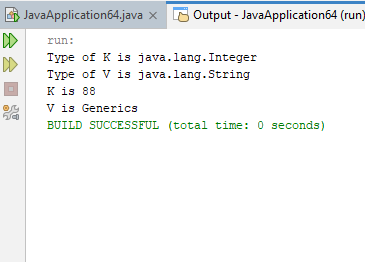 JavaApplication64.java
Output - JavaApplication64 (run)
run:
Type of K is java.lang.Integer
Type of V is java.lang.String
K is 88
V is Generics
BUILD SUCCESSFUL (total time: 0 seconds)